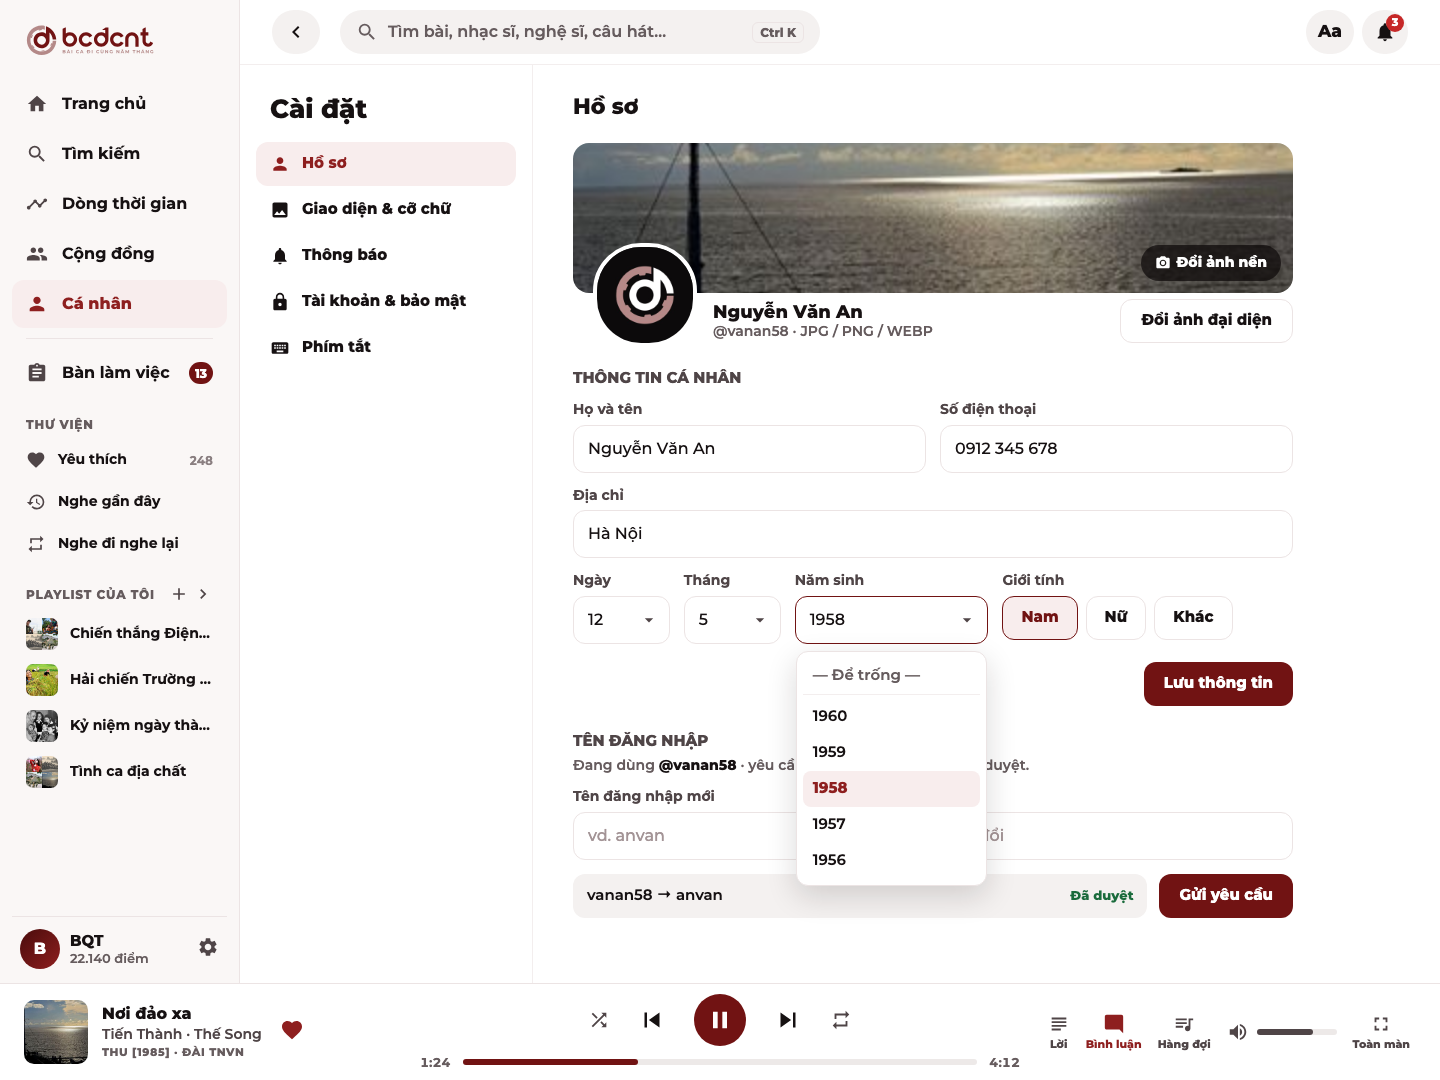 bcdcnt
BÀI CA ĐI CÙNG NĂM THÁNG
Tìm bài, nhạc sĩ, nghệ sĩ, câu hát...
Ctrl K
Aa
3
Trang chủ
Tìm kiếm
Dòng thời gian
Cộng đồng
Cá nhân
Bàn làm việc
13
THƯ VIỆN
Yêu thích
248
Nghe gần đây
Nghe đi nghe lại
PLAYLIST CỦA TÔI
Chiến thắng Điện...
Hải chiến Trường ...
Kỷ niệm ngày thà...
Tình ca địa chất
B
BQT
22.140 điểm
Cài đặt
Hồ sơ
Giao diện & cỡ chữ
Thông báo
Tài khoản & bảo mật
Phím tắt
Hồ sơ
Đổi ảnh nền
Nguyễn Văn An
@vanan58 · JPG / PNG / WEBP
Đổi ảnh đại diện
THÔNG TIN CÁ NHÂN
Họ và tên
Số điện thoại
Nguyễn Văn An
0912 345 678
Địa chỉ
Hà Nội
Ngày
Tháng
Năm sinh
Giới tính
12
5
1958
Nam
Nữ
Khác
— Để trống —
1960
1959
1958
1957
1956
Lưu thông tin
TÊN ĐĂNG NHẬP
Đang dùng @vanan58 · yêu cầ
duyệt.
Tên đăng nhập mới
vd. anvan
đổi
vanan58 → anvan
Đã duyệt
Gửi yêu cầu
Nơi đảo xa
Tiến Thành · Thế Song
THU [1985] · ĐÀI TNVN
1:24
4:12
Lời
Bình luận
Hàng đợi
Toàn màn